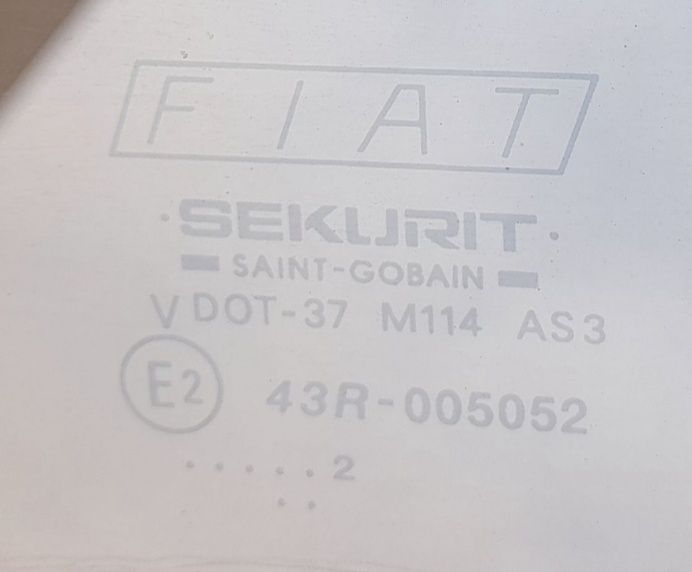 FIAT
·SEKURIT·
SAINT-GOBAIN
V DOT-37 M114 AS3
E2 43R-005052
.....2
..